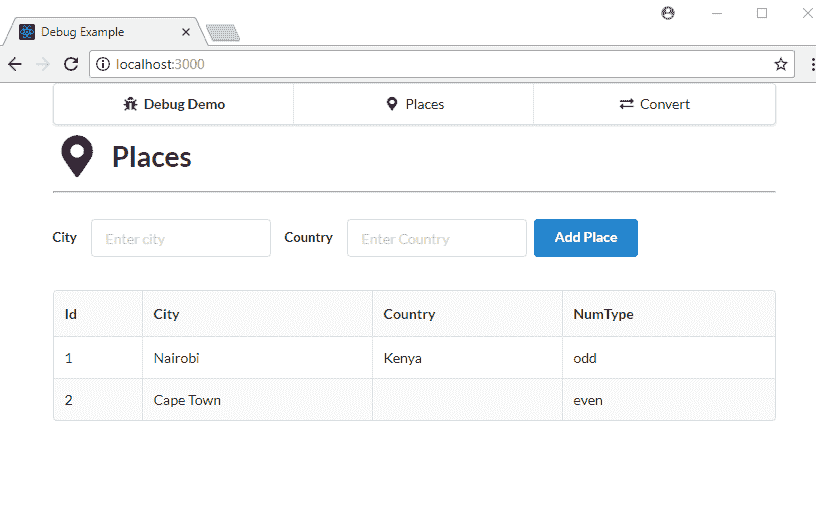 Debug Example
localhost:3000
Debug Demo Places Convert
Places
City Enter city Country Enter Country Add Place
Id City Country NumType
1 Nairobi Kenya odd
2 Cape Town even